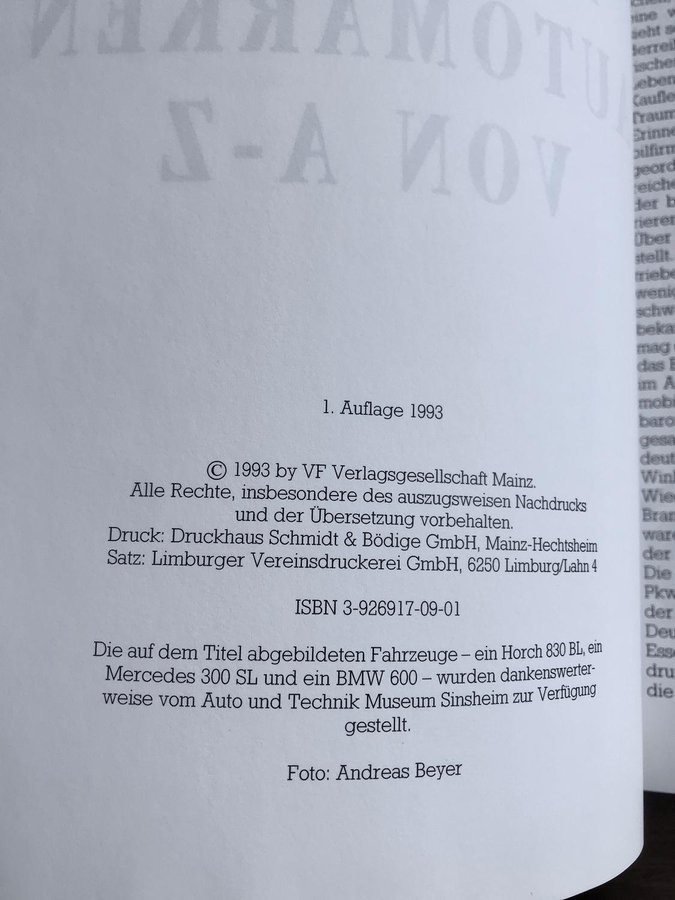 AUTOMARKEN
VON A-Z
1. Auflage 1993
© 1993 by VF Verlagsgesellschaft Mainz.
Alle Rechte, insbesondere des auszugsweisen Nachdrucks
und der Übersetzung vorbehalten.
Druck: Druckhaus Schmidt & Bödige GmbH, Mainz-Hechtsheim
Satz: Limburger Vereinsdruckerei GmbH, 6250 Limburg/Lahn 4
ISBN 3-926917-09-01
Die auf dem Titel abgebildeten Fahrzeuge – ein Horch 830 BL, ein
Mercedes 300 SL und ein BMW 600 – wurden dankenswerter-
weise vom Auto und Technik Museum Sinsheim zur Verfügung
gestellt.
Foto: Andreas Beyer